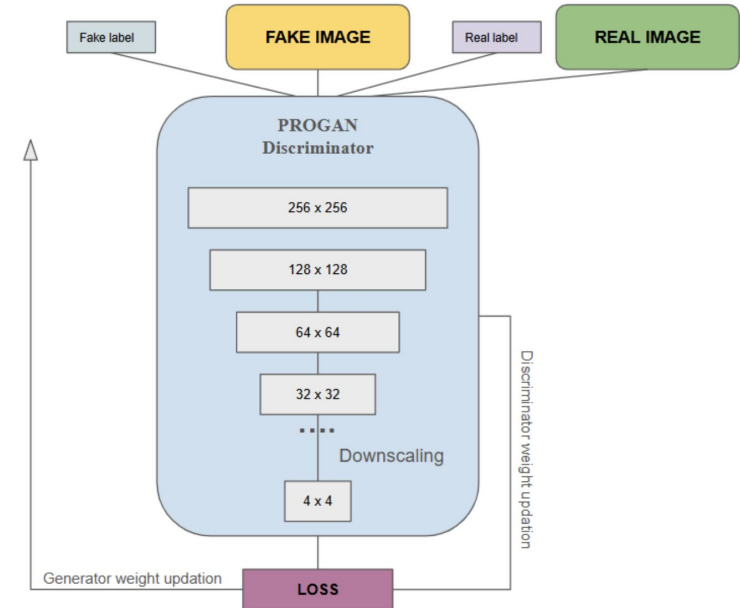 Fake label
FAKE IMAGE
Real label
REAL IMAGE
PROGAN
Discriminator
256 x 256
128 x 128
64 x 64
32 x 32
....
Downscaling
4 x 4
Discriminator weight updation
Generator weight updation
LOSS